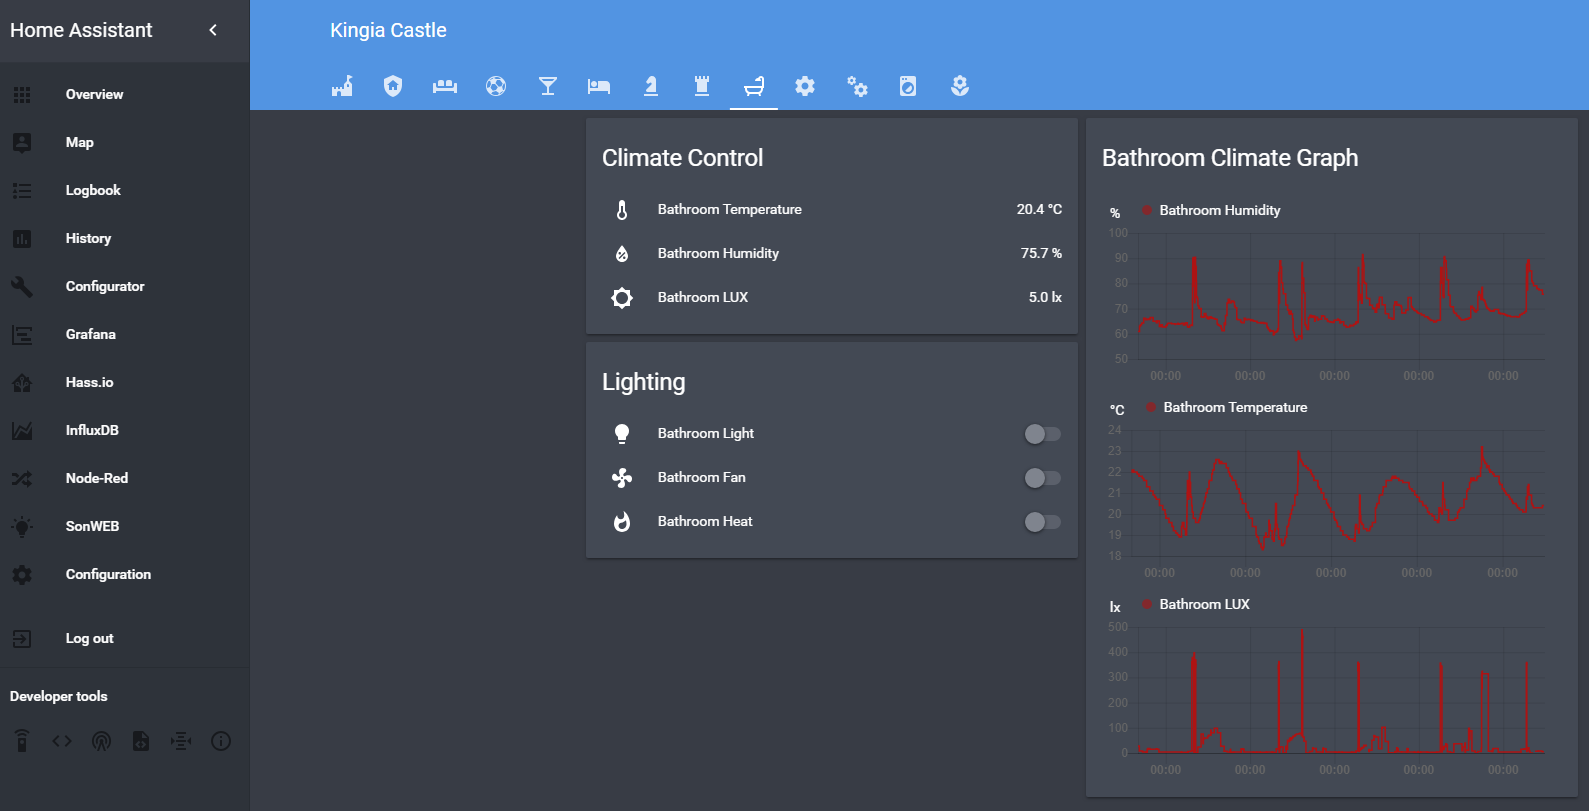 Home Assistant
Kingia Castle
Overview
Map
Logbook
History
Configurator
Grafana
Hass.io
InfluxDB
Node-Red
SonWEB
Configuration
Log out
Developer tools
Climate Control
Bathroom Temperature 20.4 °C
Bathroom Humidity 75.7 %
Bathroom LUX 5.0 lx
Lighting
Bathroom Light
Bathroom Fan
Bathroom Heat
Bathroom Climate Graph
% Bathroom Humidity
100
90
80
70
60
50
00:00 00:00 00:00 00:00 00:00
°C Bathroom Temperature
24
23
22
21
20
19
18
00:00 00:00 00:00 00:00 00:00
lx Bathroom LUX
500
400
300
200
100
0
00:00 00:00 00:00 00:00 00:00